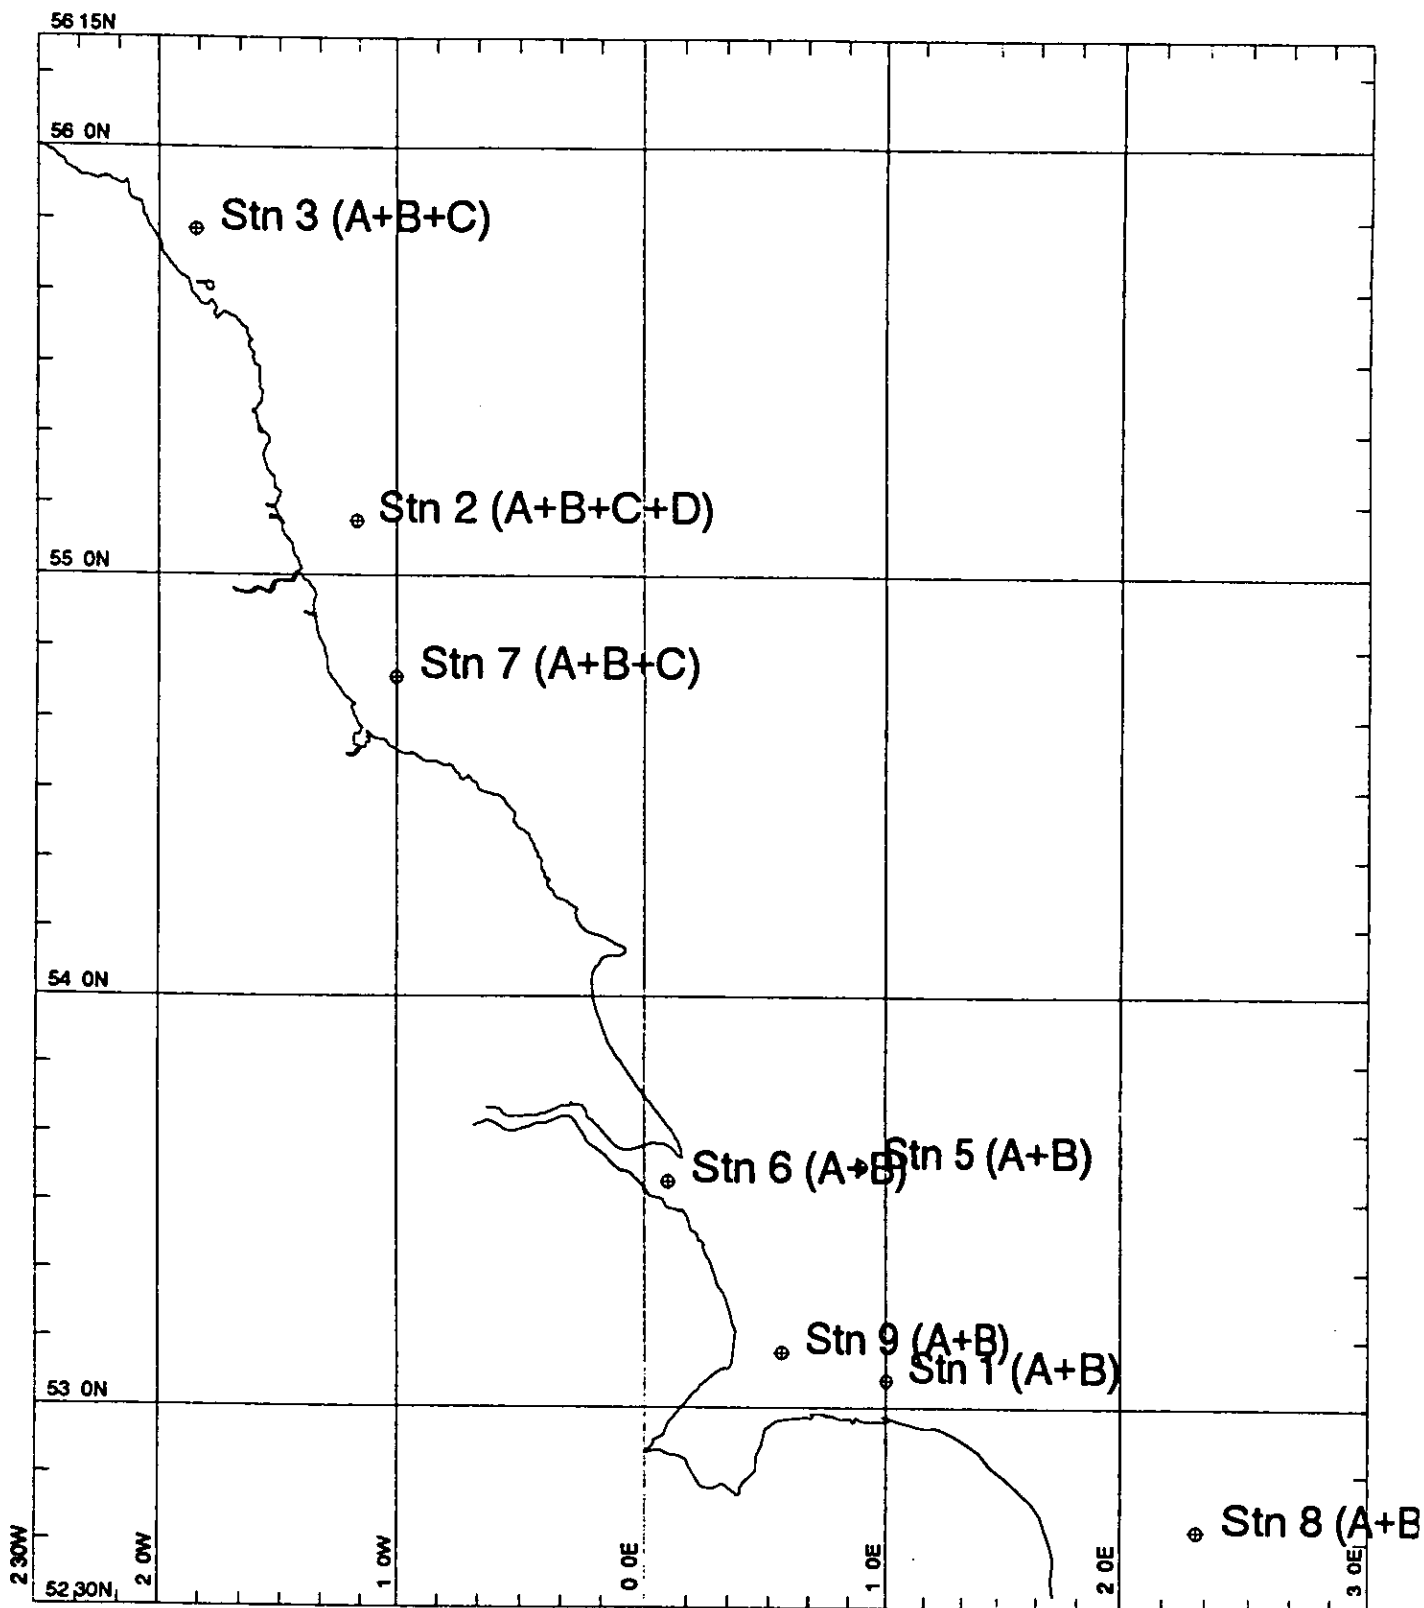 56 15N
56 0N
Stn 3 (A+B+C)
Stn 2 (A+B+C+D)
55 0N
Stn 7 (A+B+C)
54 0N
Stn 5 (A+B)
Stn 6 (A+B)
Stn 9 (A+B)
Stn 1 (A+B)
53 0N
Stn 8 (A+B
52 30N
2 30W
2 0W
1 0W
0 0E
1 0E
2 0E
3 0E